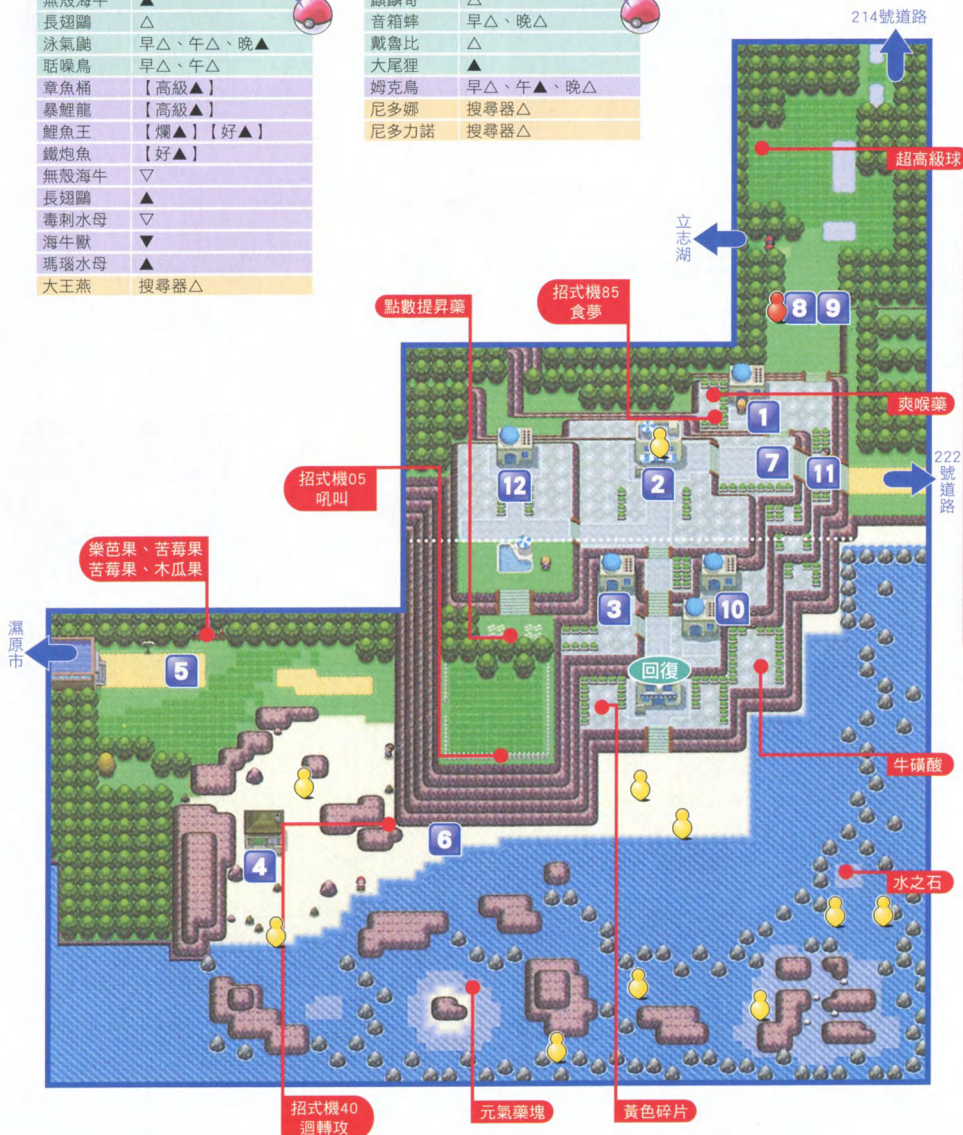 無殼海牛 ▲
長翅鷗 △
泳氣鼬 早△、午△、晚▲
聒噪鳥 早△、午△
章魚桶 【高級▲】
暴鯉龍 【高級▲】
鯉魚王 【爛▲】【好▲】
鐵炮魚 【好▲】
無殼海牛 ▽
長翅鷗 ▲
毒刺水母 ▽
海牛獸 ▼
瑪瑙水母 ▲
大王燕 搜尋器△
麒麟奇 △
音箱蟀 早△、晚△
戴魯比 △
大尾狸 ▲
姆克鳥 早△、午▲、晚△
尼多娜 搜尋器△
尼多力諾 搜尋器△
214號道路
超高級球
立志湖
8 9
點數提昇藥
招式機85
食夢
爽喉藥
1
7
11
222
號道路
12
2
招式機05
吼叫
樂芭果、苦莓果
苦莓果、木瓜果
3
10
濕原市
5
回復
牛磺酸
4
6
水之石
招式機40
迴轉攻
元氣藥塊
黃色碎片